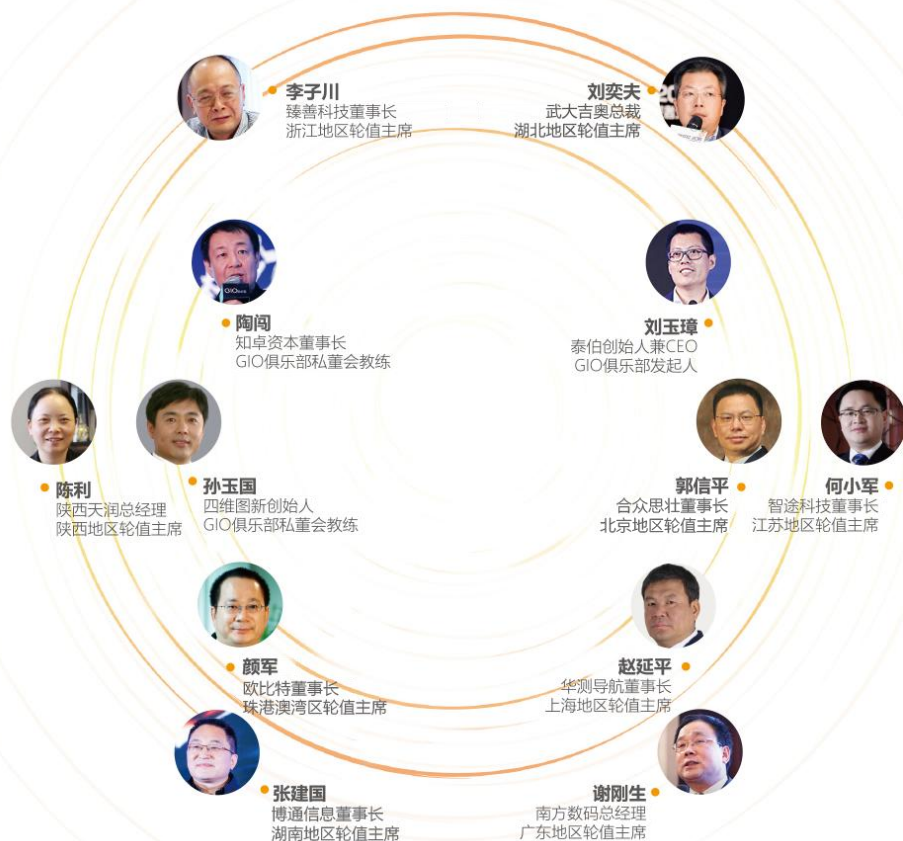 李子川
臻善科技董事长
浙江地区轮值主席
刘奕夫
武大吉奥总裁
湖北地区轮值主席
陶闯
知卓资本董事长
GIO俱乐部私董会教练
刘玉璋
泰伯创始人兼CEO
GIO俱乐部发起人
陈利
陕西天润总经理
陕西地区轮值主席
孙玉国
四维图新创始人
GIO俱乐部私董会教练
郭信平
合众思壮董事长
北京地区轮值主席
何小军
智途科技董事长
江苏地区轮值主席
颜军
欧比特董事长
珠港澳湾区轮值主席
赵延平
华测导航董事长
上海地区轮值主席
张建国
博通信息董事长
湖南地区轮值主席
谢刚生
南方数码总经理
广东地区轮值主席